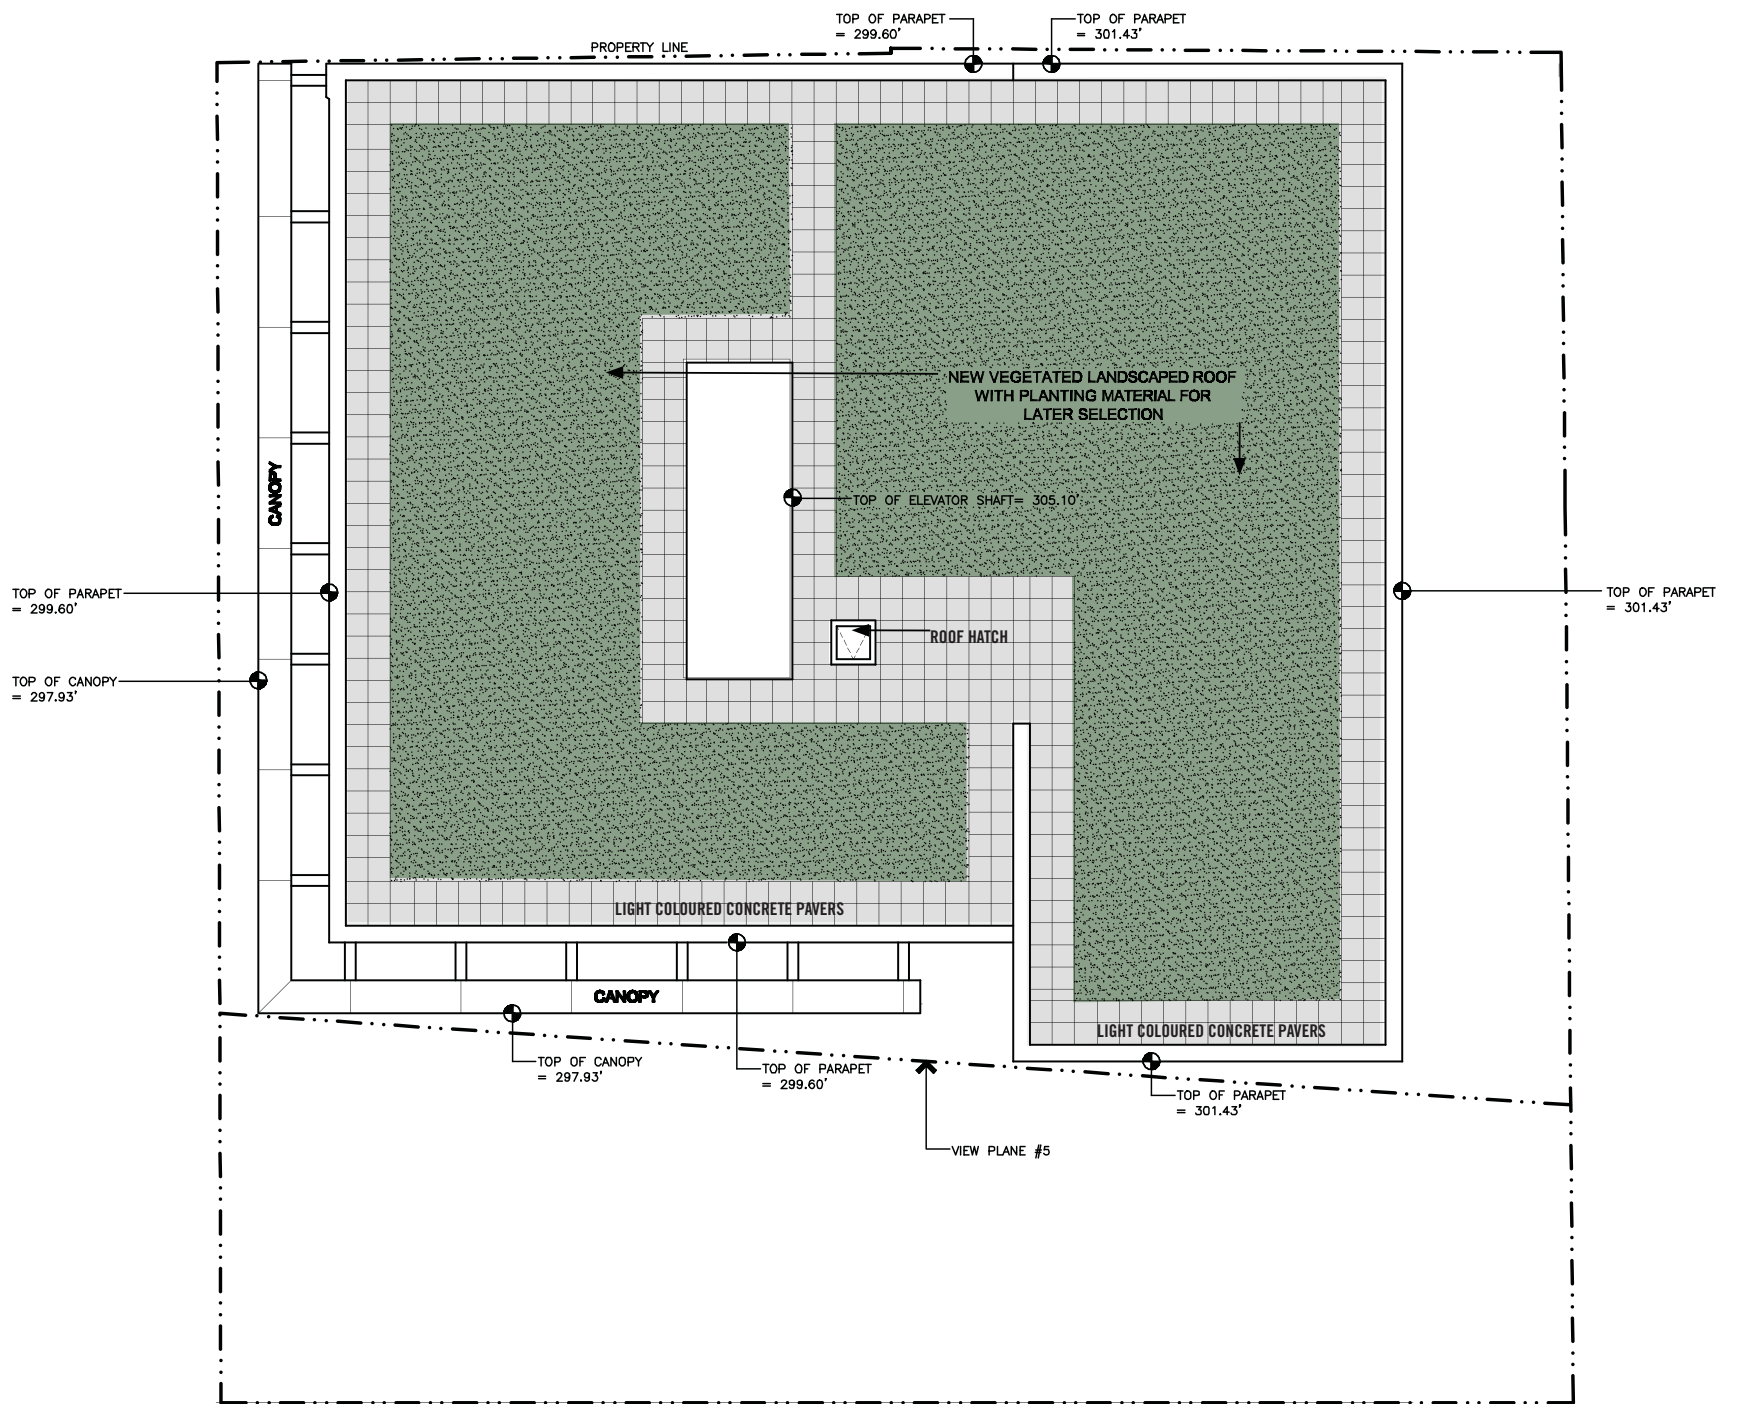 TOP OF PARAPET
= 299.60'
TOP OF PARAPET
= 301.43'
PROPERTY LINE
NEW VEGETATED LANDSCAPED ROOF
WITH PLANTING MATERIAL FOR
LATER SELECTION
CANOPY
TOP OF ELEVATOR SHAFT= 305.10'
TOP OF PARAPET
= 299.60'
TOP OF PARAPET
= 301.43'
ROOF HATCH
TOP OF CANOPY
= 297.93'
LIGHT COLOURED CONCRETE PAVERS
CANOPY
LIGHT COLOURED CONCRETE PAVERS
TOP OF CANOPY
= 297.93'
TOP OF PARAPET
= 299.60'
TOP OF PARAPET
= 301.43'
VIEW PLANE #5